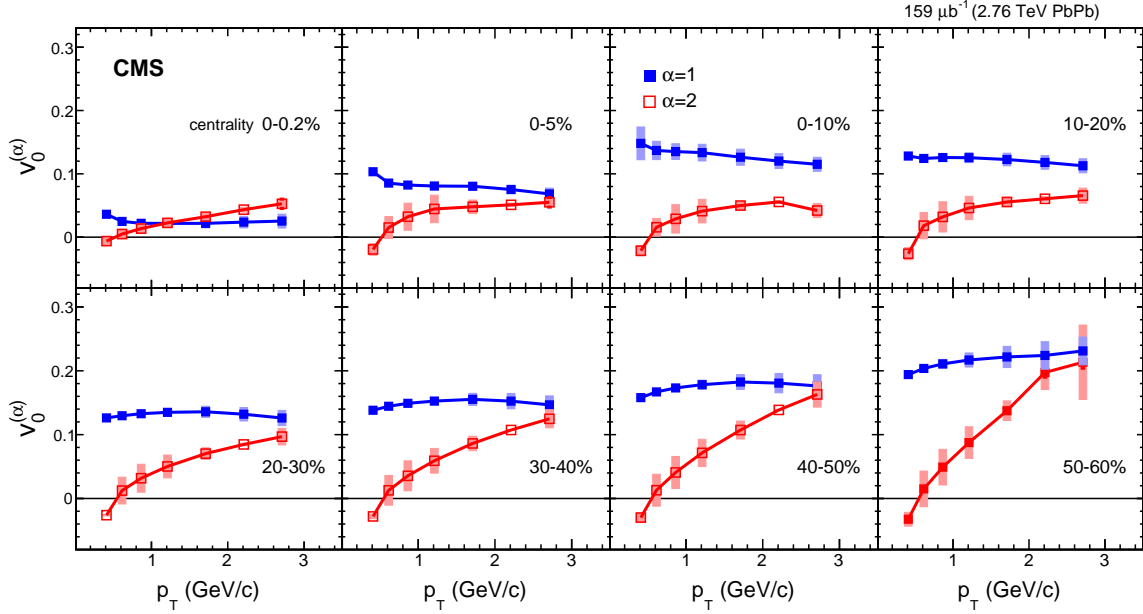 159 μb⁻¹ (2.76 TeV PbPb)
CMS
α=1
α=2
centrality 0-0.2%
0-5%
0-10%
10-20%
0.3
0.2
0.1
0
v₀^(α)
20-30%
30-40%
40-50%
50-60%
0.3
0.2
0.1
0
v₀^(α)
1 2 3 1 2 3 1 2 3 1 2 3
p_T (GeV/c) p_T (GeV/c) p_T (GeV/c) p_T (GeV/c)